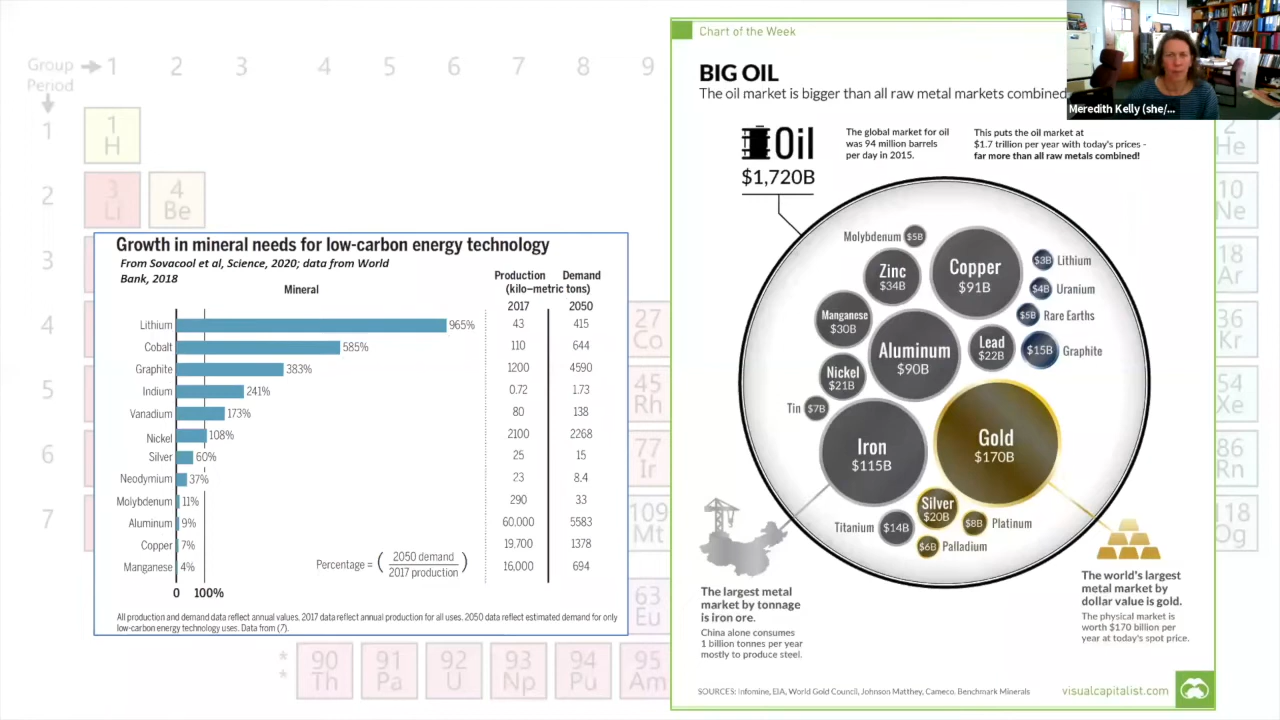 Group
Period
1 2 3 4 5 6 7 8 9
1
2
3
4
5
6
7
1
H
3
Li
4
Be
27
Co
45
Rh
77
Ir
109
Mt
63
Eu
*
*
90
Th
91
Pa
92
U
93
Np
94
Pu
95
Am
2
He
10
Ne
18
Ar
36
Kr
54
Xe
86
Rn
118
Og
Growth in mineral needs for low-carbon energy technology
From Sovacool et al, Science, 2020; data from World
Bank, 2018
Mineral
Production Demand
(kilo–metric tons)
2017 2050
Lithium 965% 43 415
Cobalt 585% 110 644
Graphite 383% 1200 4590
Indium 241% 0.72 1.73
Vanadium 173% 80 138
Nickel 108% 2100 2268
Silver 60% 25 15
Neodymium 37% 23 8.4
Molybdenum 11% 290 33
Aluminum 9% 60,000 5583
Copper 7% 19,700 1378
Manganese 4% 16,000 694
Percentage = ( 2050 demand
2017 production )
0 100%
All production and demand data reflect annual values. 2017 data reflect annual production for all uses. 2050 data reflect estimated demand for only
low-carbon energy technology uses. Data from (7).
Chart of the Week
BIG OIL
The oil market is bigger than all raw metal markets combined
Oil
$1,720B
The global market for oil
was 94 million barrels
per day in 2015.
This puts the oil market at
$1.7 trillion per year with today's prices -
far more than all raw metals combined!
Molybdenum $5B
Zinc
$34B
Copper
$91B
$3B Lithium
$4B Uranium
$5B Rare Earths
Manganese
$30B
Aluminum
$90B
Lead
$22B
$15B Graphite
Nickel
$21B
Tin $7B
Iron
$115B
Gold
$170B
Silver
$20B
Titanium $14B
$8B Platinum
$6B Palladium
The largest metal
market by tonnage
is iron ore.
China alone consumes
1 billion tonnes per year
mostly to produce steel.
The world's largest
metal market by
dollar value is gold.
The physical market is
worth $170 billion per
year at today's spot price.
SOURCES: Infomine, EIA, World Gold Council, Johnson Matthey, Cameco, Benchmark Minerals
visualcapitalist.com
Meredith Kelly (she/...